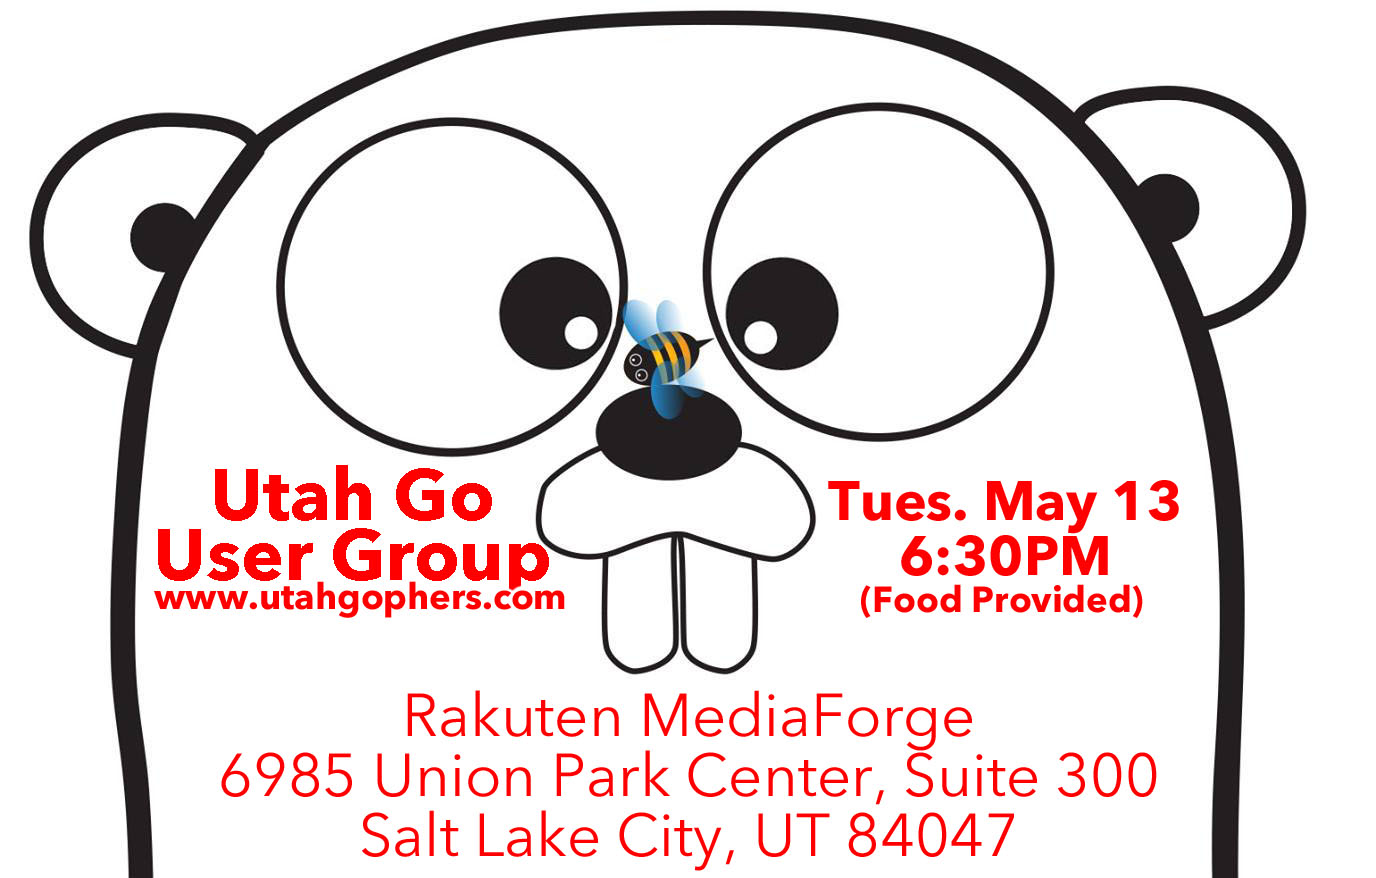 Utah Go
User Group
www.utahgophers.com
Tues. May 13
6:30PM
(Food Provided)
Rakuten MediaForge
6985 Union Park Center, Suite 300
Salt Lake City, UT 84047